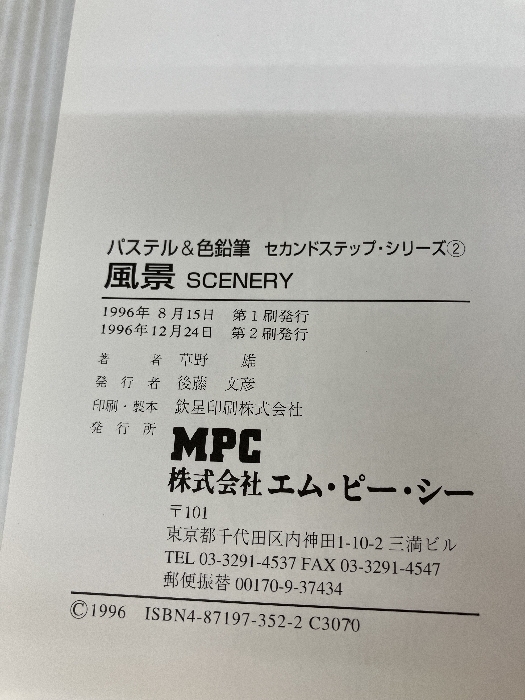 パステル&色鉛筆 セカンドステップ・シリーズ②
風景 SCENERY
1996年 8月15日 第1刷発行
1996年12月24日 第2刷発行
著者 草野 雄
発行者 後藤 文彦
印刷・製本 欽星印刷株式会社
発行所
MPC
株式会社エム・ピー・シー
〒101
東京都千代田区内神田1-10-2 三満ビル
TEL 03-3291-4537 FAX 03-3291-4547
郵便振替 00170-9-37434
©1996 ISBN4-87197-352-2 C3070